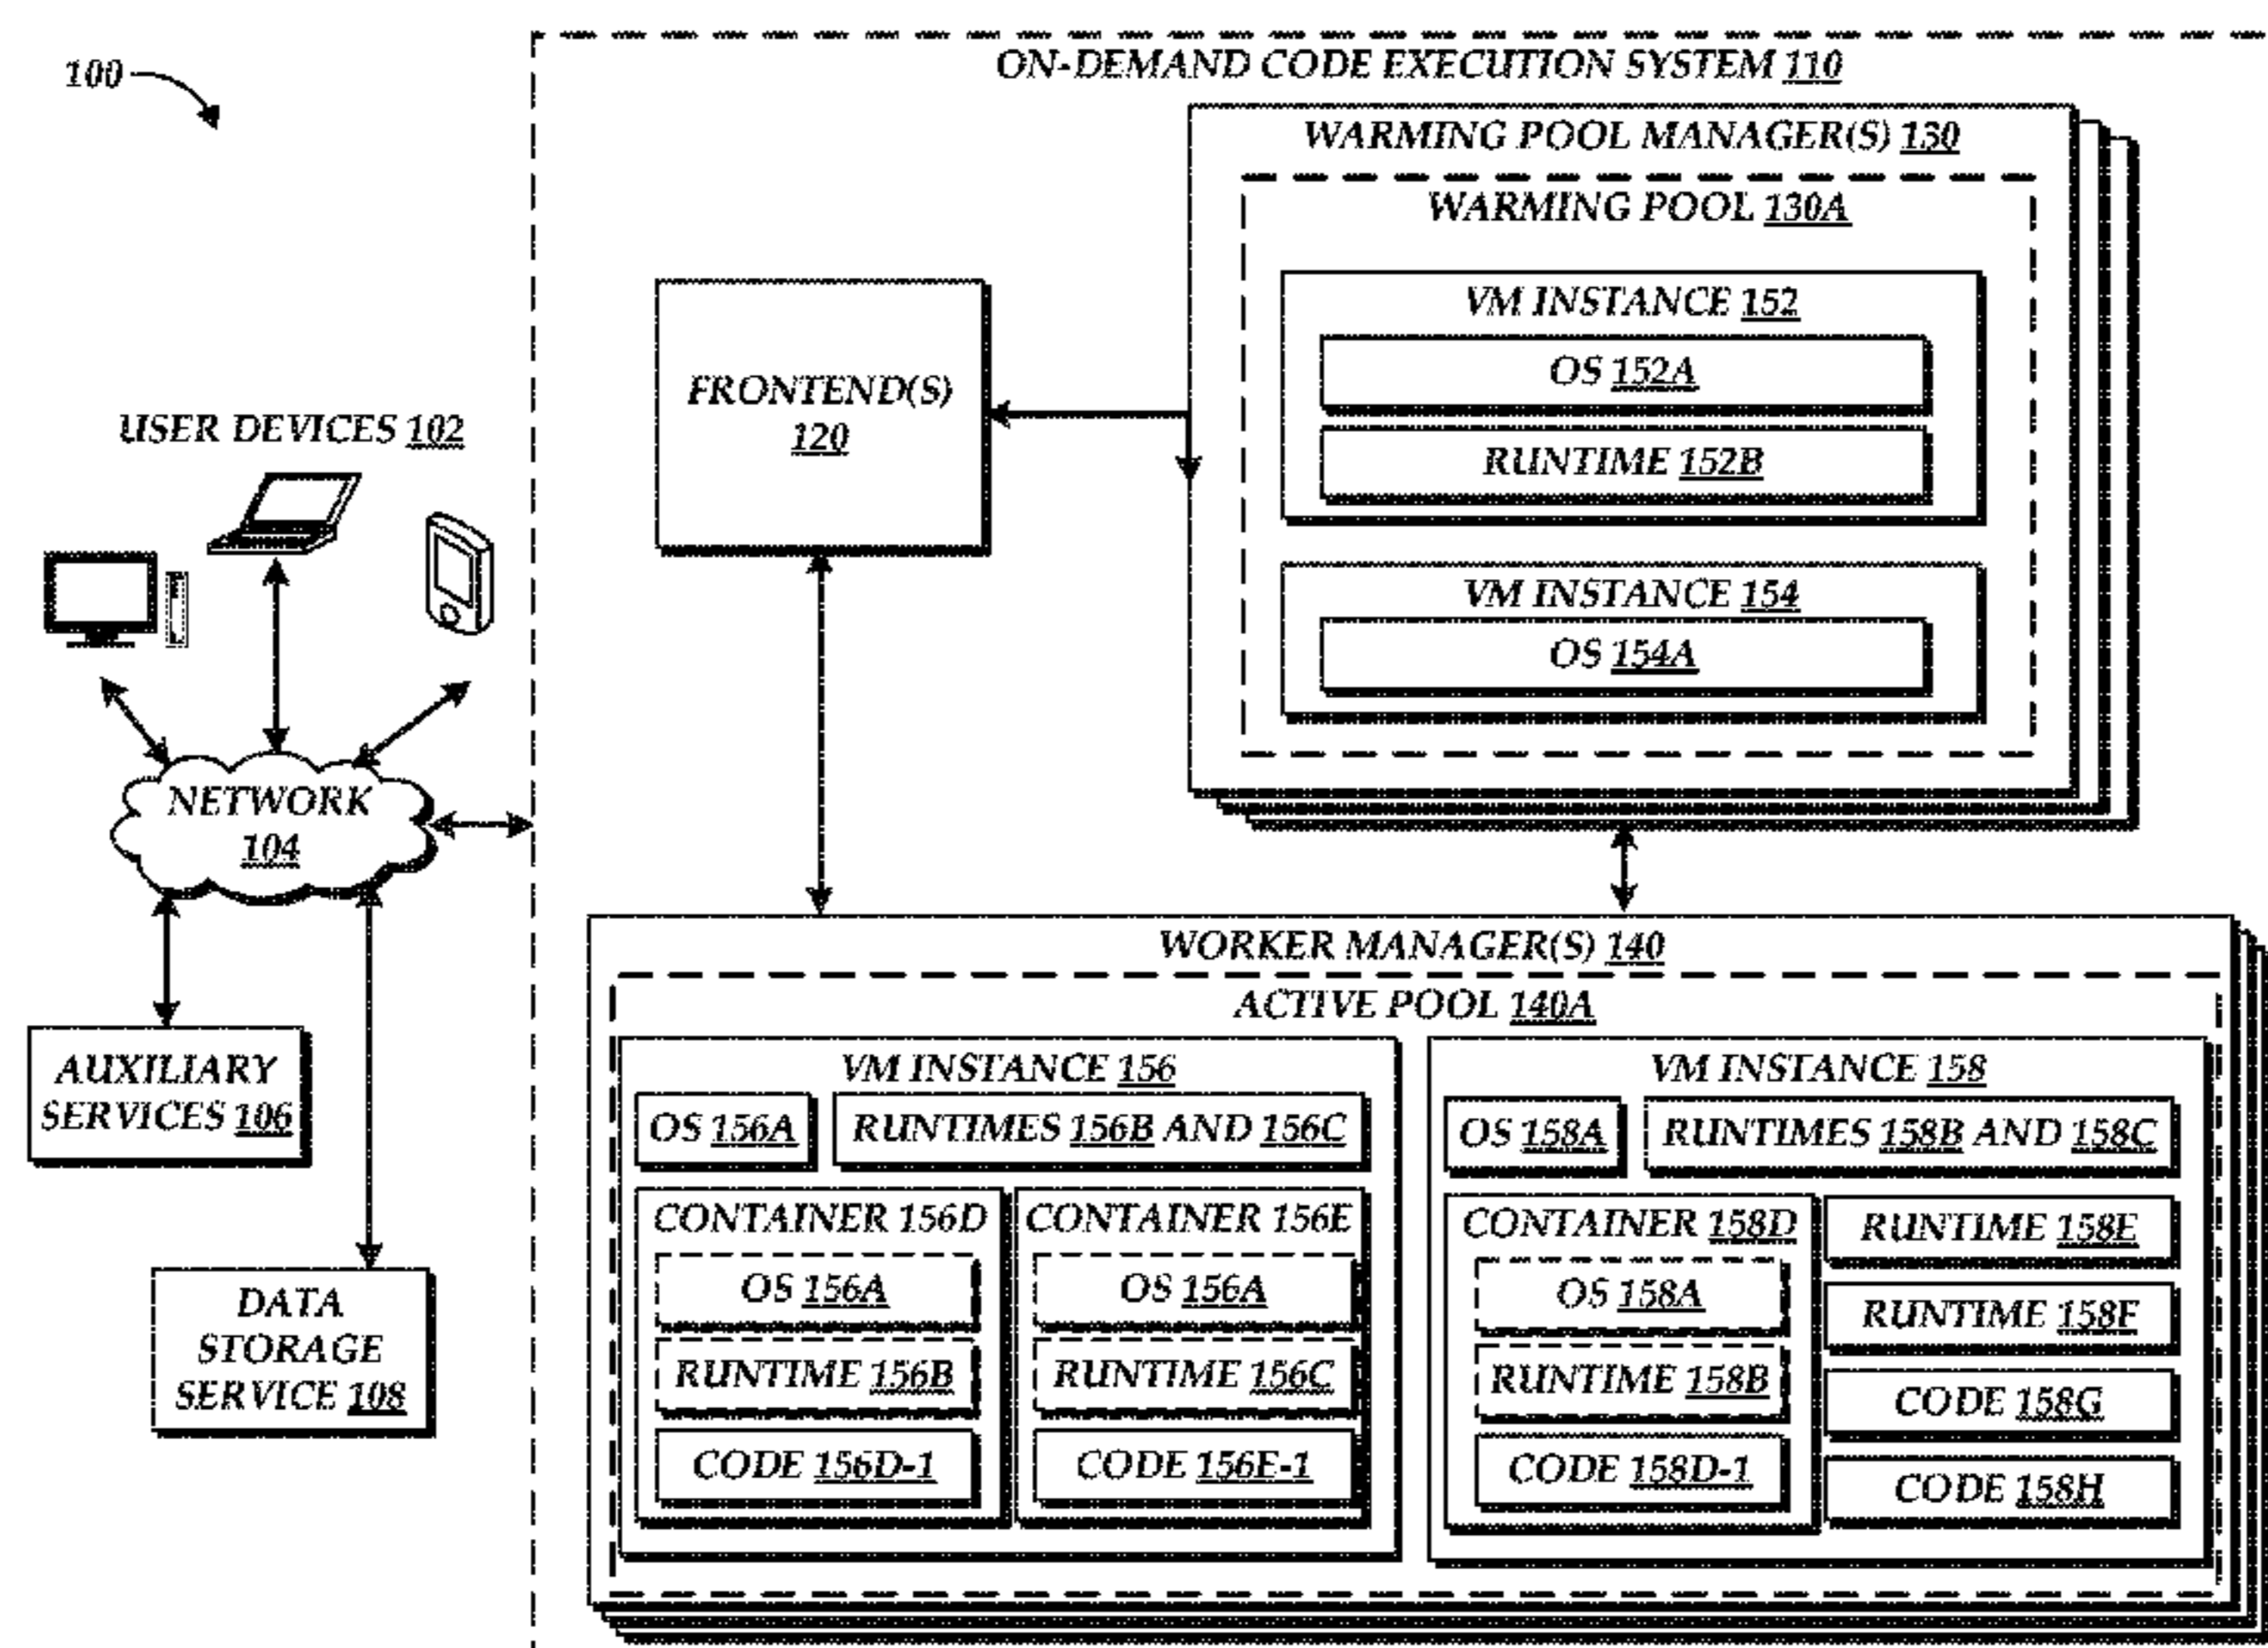 100
ON-DEMAND CODE EXECUTION SYSTEM 110
WARMING POOL MANAGER(S) 130
WARMING POOL 130A
VM INSTANCE 152
OS 152A
RUNTIME 152B
VM INSTANCE 154
OS 154A
FRONTEND(S)
120
USER DEVICES 102
NETWORK
104
AUXILIARY
SERVICES 106
DATA
STORAGE
SERVICE 108
WORKER MANAGER(S) 140
ACTIVE POOL 140A
VM INSTANCE 156
OS 156A
RUNTIMES 156B AND 156C
CONTAINER 156D
OS 156A
RUNTIME 156B
CODE 156D-1
CONTAINER 156E
OS 156A
RUNTIME 156C
CODE 156E-1
VM INSTANCE 158
OS 158A
RUNTIMES 158B AND 158C
CONTAINER 158D
OS 158A
RUNTIME 158B
CODE 158D-1
RUNTIME 158E
RUNTIME 158F
CODE 158G
CODE 158H